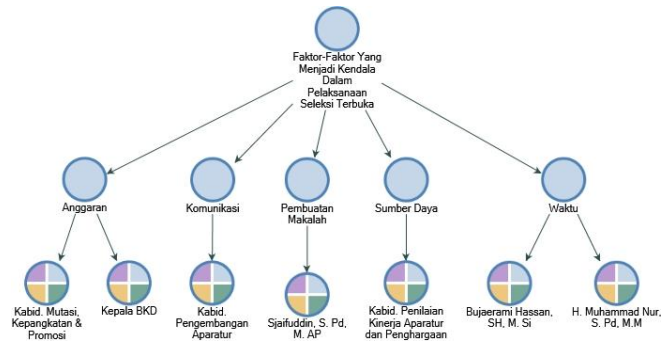 Faktor-Faktor Yang
Menjadi Kendala
Dalam
Pelaksanaan
Seleksi Terbuka
Anggaran
Komunikasi
Pembuatan
Makalah
Sumber Daya
Waktu
Kabid. Mutasi,
Kepangkatan &
Promosi
Kepala BKD
Kabid.
Pengembangan
Aparatur
Sjaifuddin, S. Pd,
M. AP
Kabid. Penilaian
Kinerja Aparatur
dan Penghargaan
Bujaerami Hassan,
SH, M. Si
H. Muhammad Nur,
S. Pd, M.M